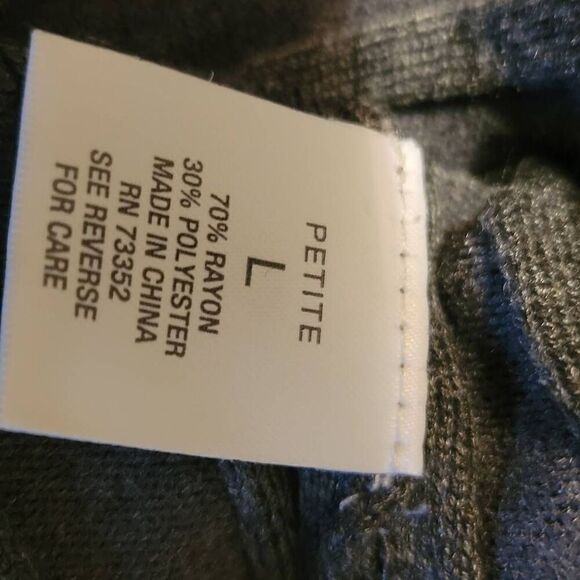 PETITE
L
70% RAYON
30% POLYESTER
MADE IN CHINA
RN 73352
SEE REVERSE
FOR CARE